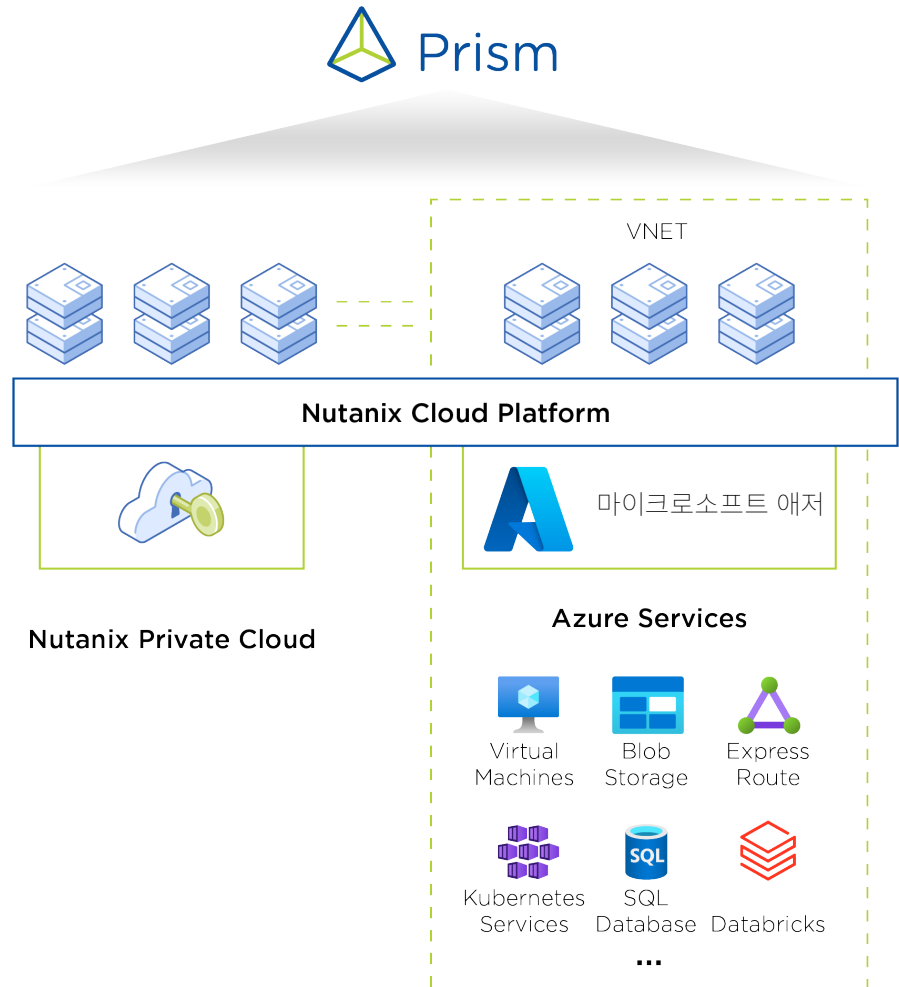 Prism
VNET
Nutanix Cloud Platform
마이크로소프트 애저
Nutanix Private Cloud
Azure Services
Virtual
Machines
Blob
Storage
Express
Route
Kubernetes
Services
SQL
SQL
Database
Databricks
...